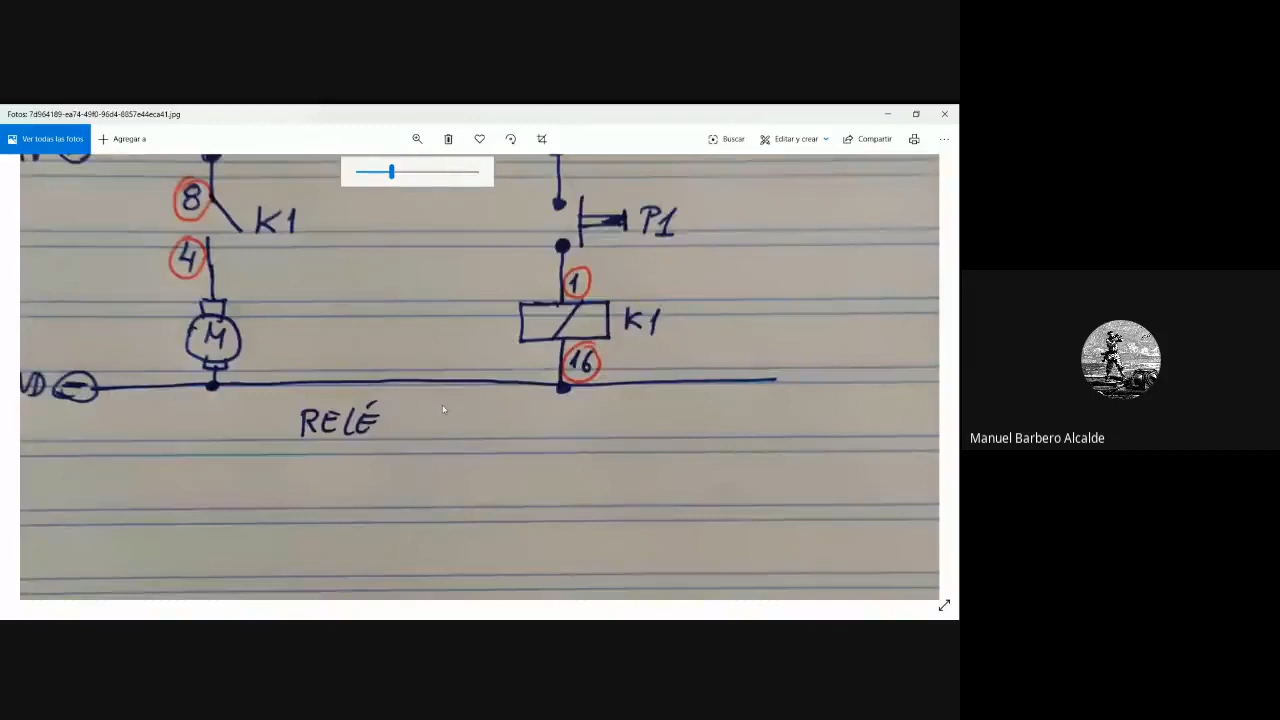 Fotos: 7d964189-ea74-49f0-96d4-8857e44eca41.jpg
Ver todas las fotos
Agregar a
Buscar
Editar y crear
Compartir
8
K1
P1
4
1
M
K1
16
D
RELÉ
Manuel Barbero Alcalde